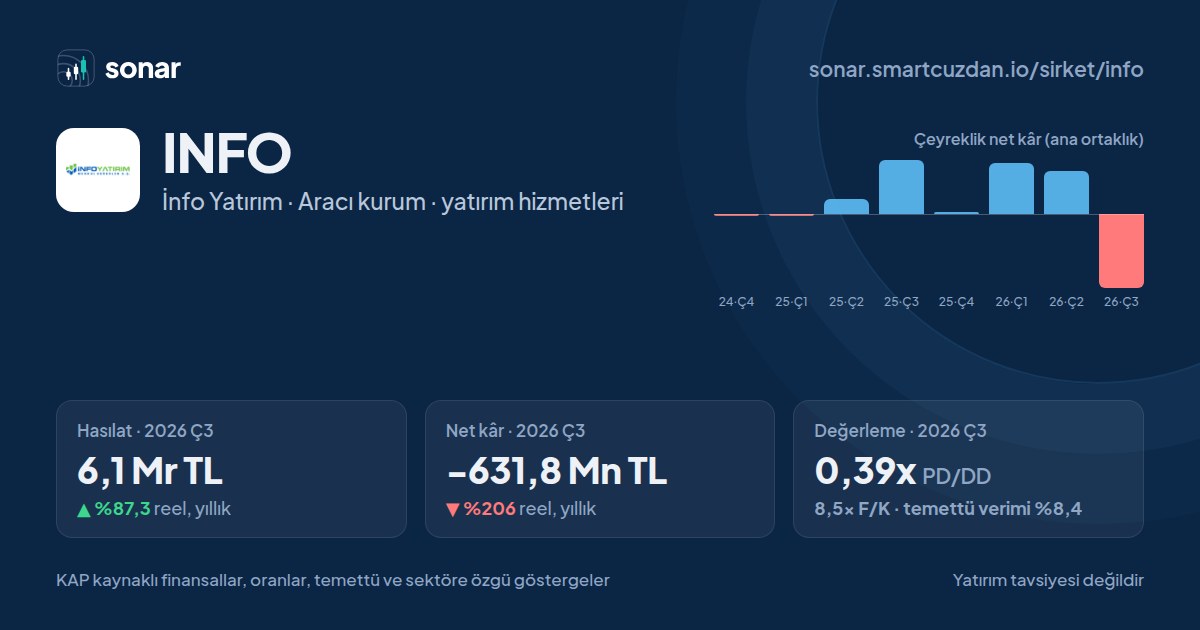 sonar
sonar.smartcuzdan.io/sirket/info
INFO
İnfo Yatırım · Aracı kurum · yatırım hizmetleri
İNFOYATIRIM
Çeyreklik net kâr (ana ortaklık)
24·Ç4 25·Ç1 25·Ç2 25·Ç3 25·Ç4 26·Ç1 26·Ç2 26·Ç3
Hasılat · 2026 Ç3
6,1 Mr TL
▲ %87,3 reel, yıllık
Net kâr · 2026 Ç3
−631,8 Mn TL
▼ %206 reel, yıllık
Değerleme · 2026 Ç3
0,39x PD/DD
8,5x F/K · temettü verimi %8,4
KAP kaynaklı finansallar, oranlar, temettü ve sektöre özgü göstergeler
Yatırım tavsiyesi değildir